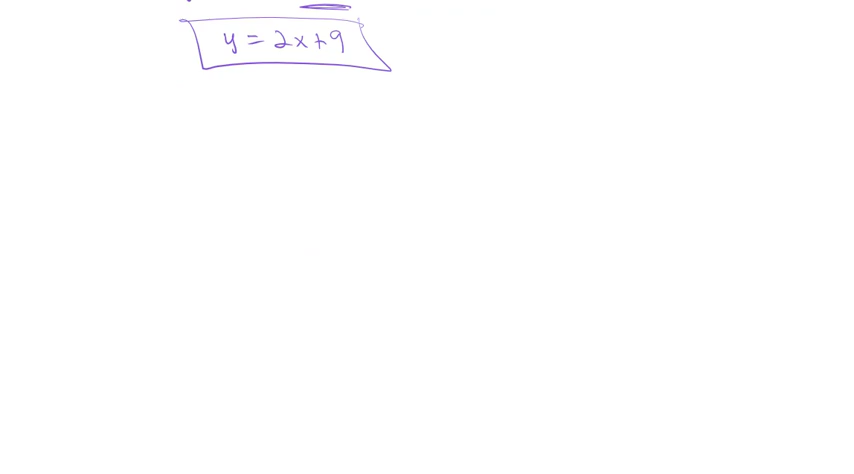 y = 2x+9